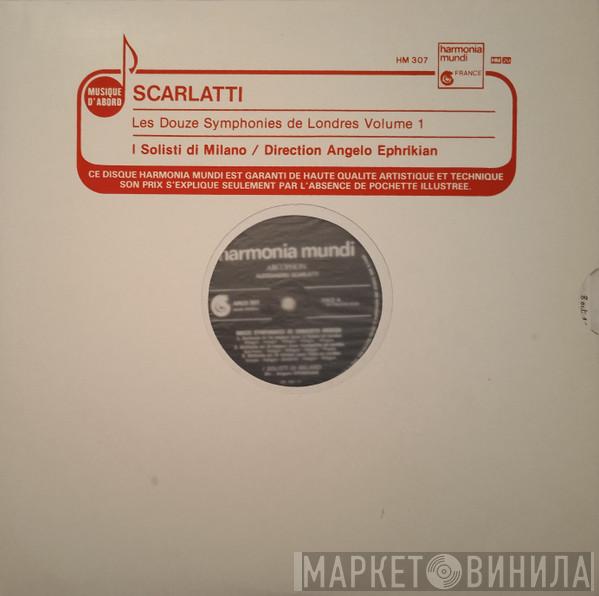 HM 307
harmonia
mundi
FRANCE
HM 20
MUSIQUE
D'ABORD
SCARLATTI
Les Douze Symphonies de Londres Volume 1
I Solisti di Milano / Direction Angelo Ephrikian
CE DISQUE HARMONIA MUNDI EST GARANTI DE HAUTE QUALITE ARTISTIQUE ET TECHNIQUE
SON PRIX S'EXPLIQUE SEULEMENT PAR L'ABSENCE DE POCHETTE ILLUSTREE.
harmonia mundi
ARCOPHON
ALESSANDRO SCARLATTI
I SOLISTI DI MILANO
МАРКЕТ ВИНИЛА